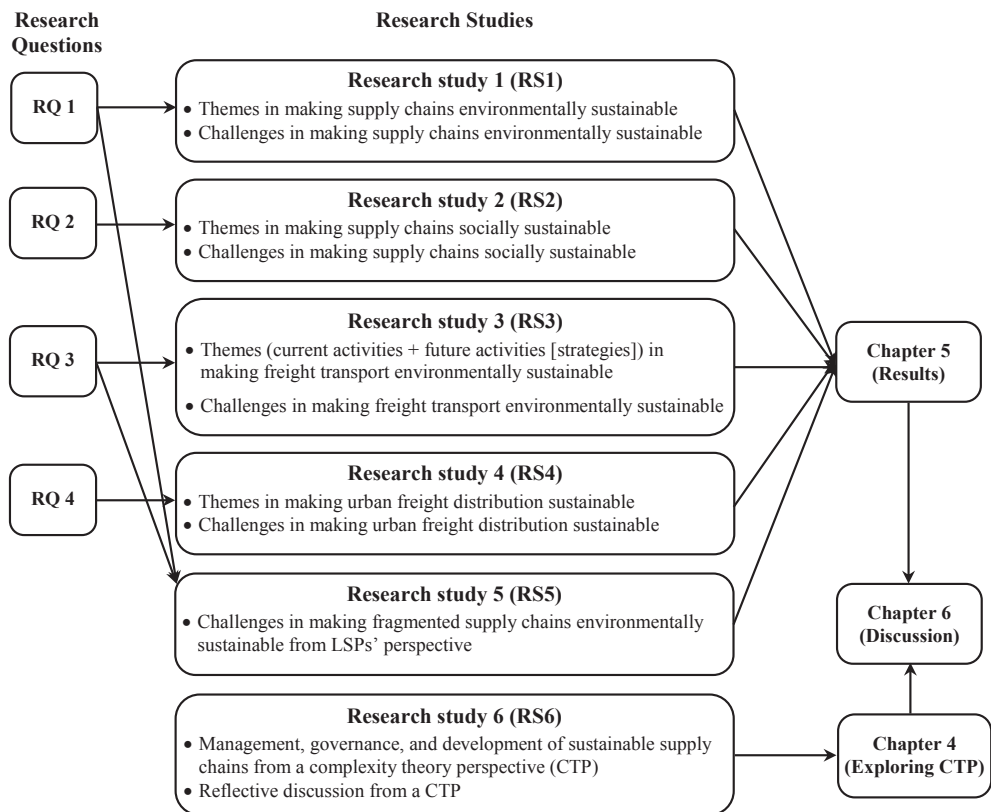 Research Questions
Research Studies
RQ 1
Research study 1 (RS1)
• Themes in making supply chains environmentally sustainable
• Challenges in making supply chains environmentally sustainable
RQ 2
Research study 2 (RS2)
• Themes in making supply chains socially sustainable
• Challenges in making supply chains socially sustainable
RQ 3
Research study 3 (RS3)
• Themes (current activities + future activities [strategies]) in
making freight transport environmentally sustainable
• Challenges in making freight transport environmentally sustainable
RQ 4
Research study 4 (RS4)
• Themes in making urban freight distribution sustainable
• Challenges in making urban freight distribution sustainable
Research study 5 (RS5)
• Challenges in making fragmented supply chains environmentally
sustainable from LSPs’ perspective
Research study 6 (RS6)
• Management, governance, and development of sustainable supply
chains from a complexity theory perspective (CTP)
• Reflective discussion from a CTP
Chapter 5
(Results)
Chapter 6
(Discussion)
Chapter 4
(Exploring CTP)